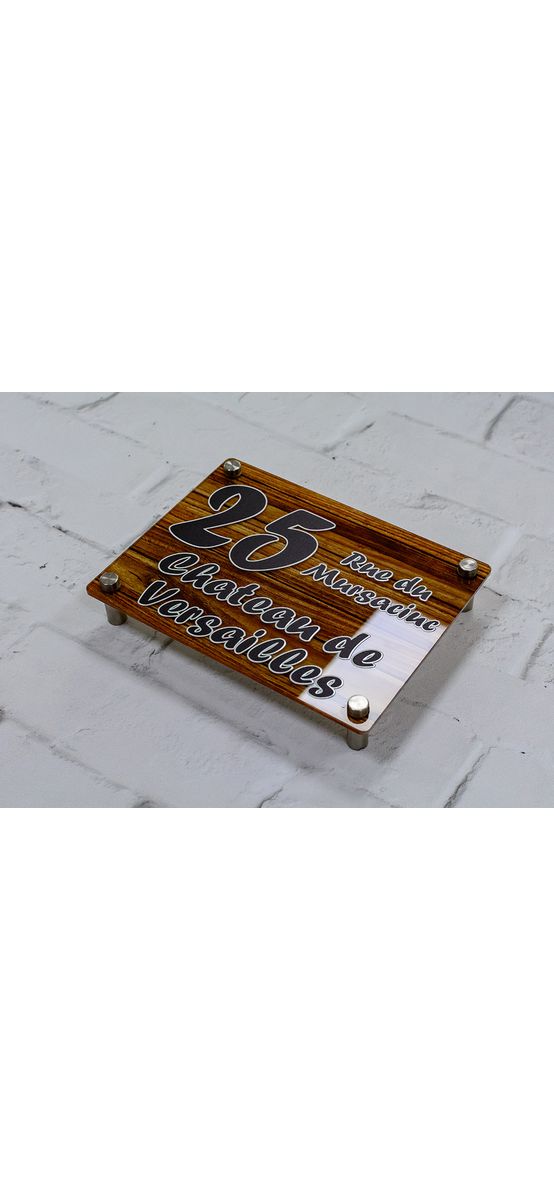 25
Rue du
Mursaciuc
Chateau de
Versailles